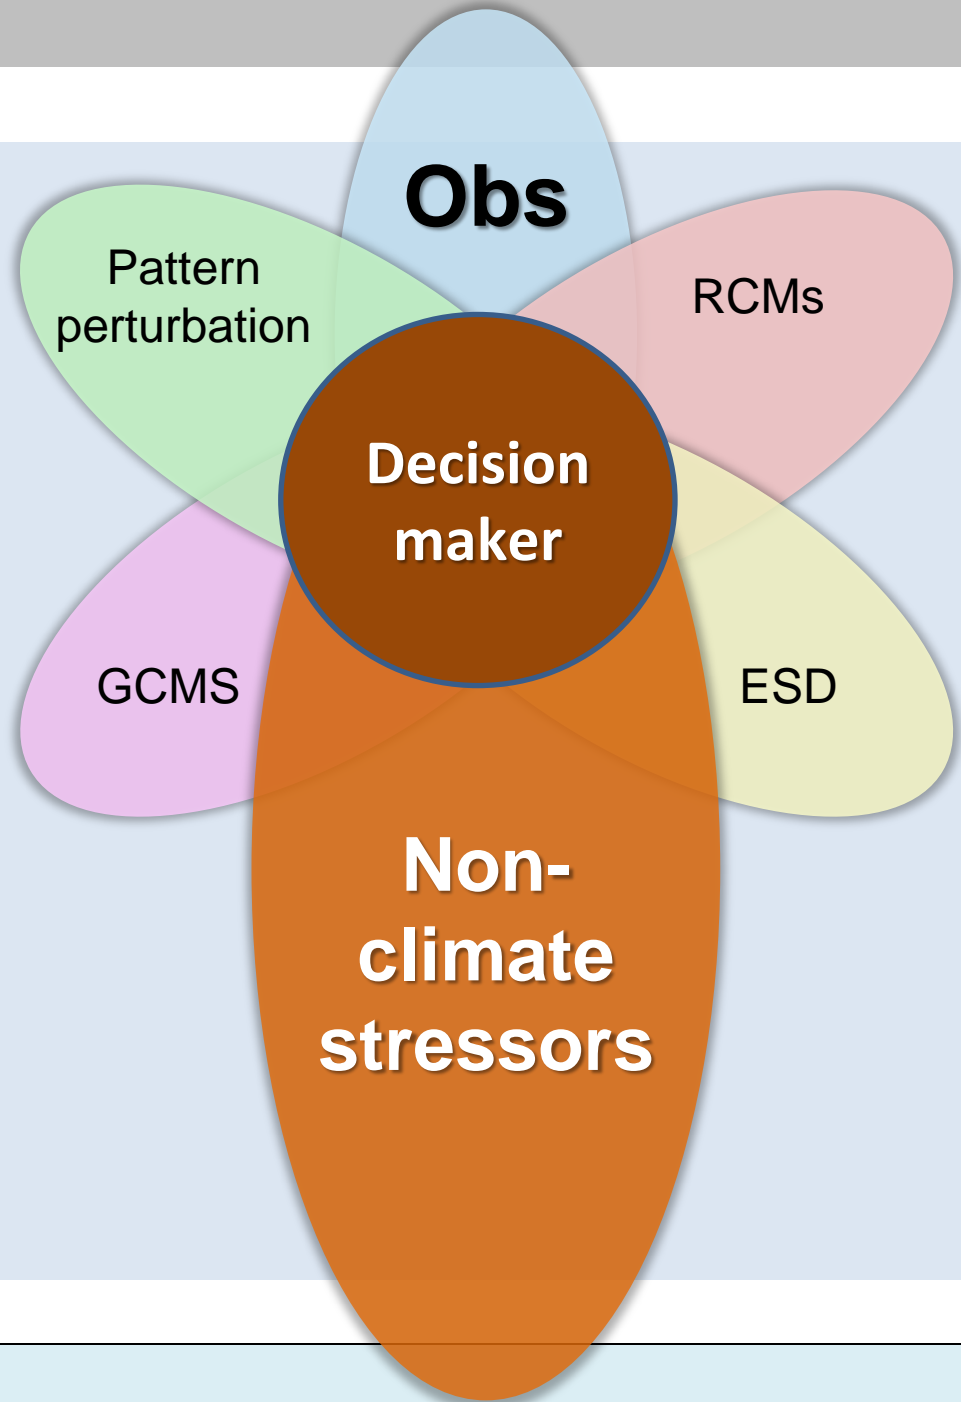 Obs
Pattern
perturbation
RCMs
Decision
maker
GCMS
ESD
Non-
climate
stressors